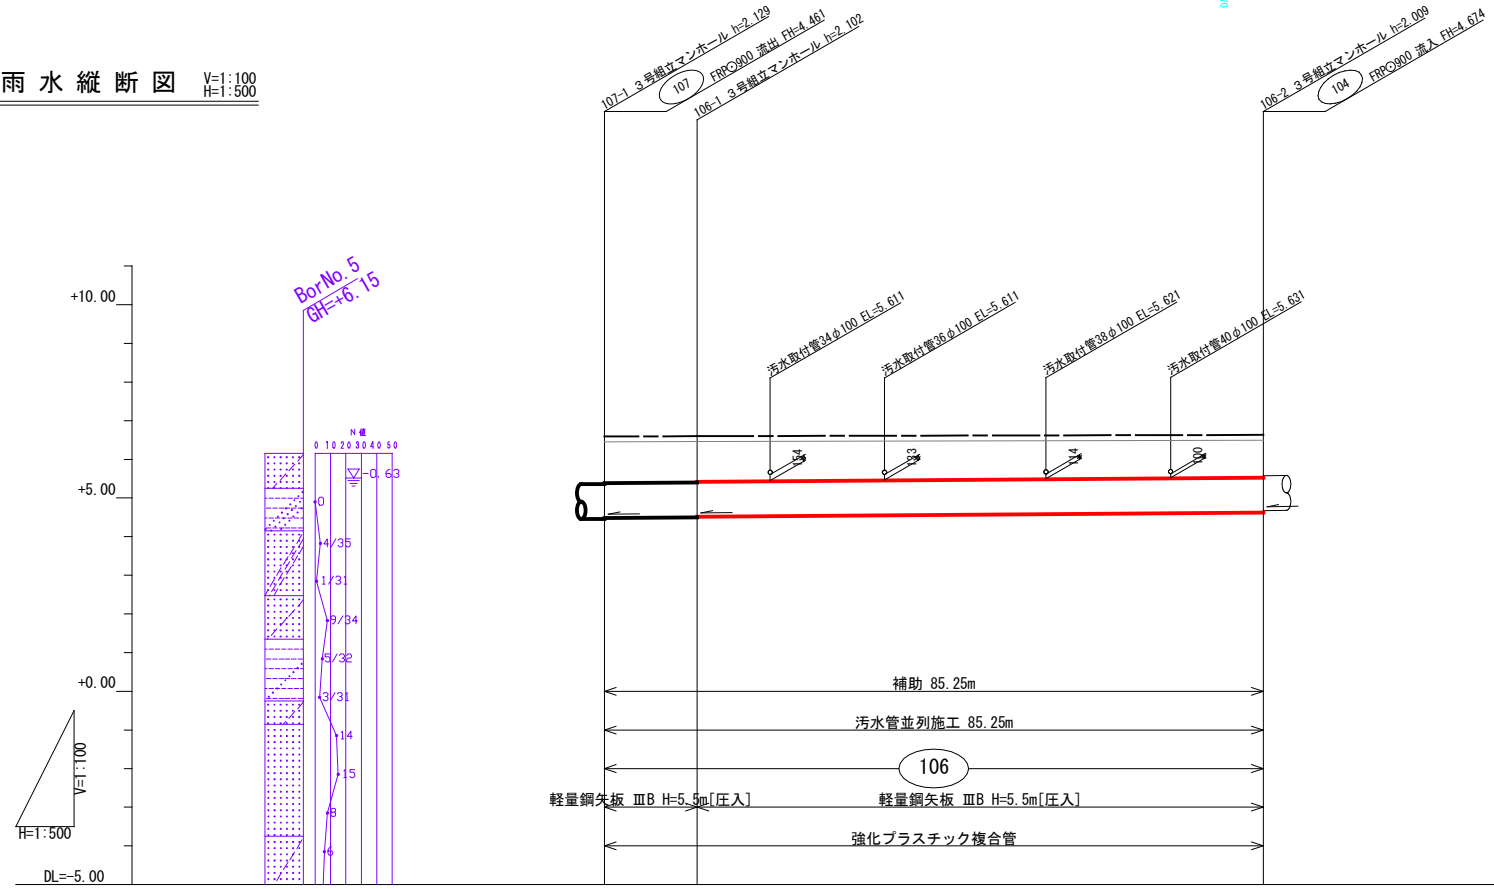 雨水縦断図 V=1:100
H=1:500
107-1 3号組立マンホール h=2.129
107 FRP⊙900 流出 FH=4.461
106-1 3号組立マンホール h=2.102
106-2 3号組立マンホール h=2.009
104 FRP⊙900 流入 FH=4.674
BorNo.5
GH=+6.15
+10.00
+5.00
+0.00
DL=-5.00
V=1:100
H=1:500
N値
0 10 20 30 40 50
-0.63
0
4/35
1/31
9/34
5/32
3/31
14
15
8
6
汚水取付管34φ100 EL=5.611
汚水取付管36φ100 EL=5.611
汚水取付管38φ100 EL=5.621
汚水取付管40φ100 EL=5.631
補助 85.25m
汚水管並列施工 85.25m
106
軽量鋼矢板 ⅢB H=5.5m[圧入]
軽量鋼矢板 ⅢB H=5.5m[圧入]
強化プラスチック複合管